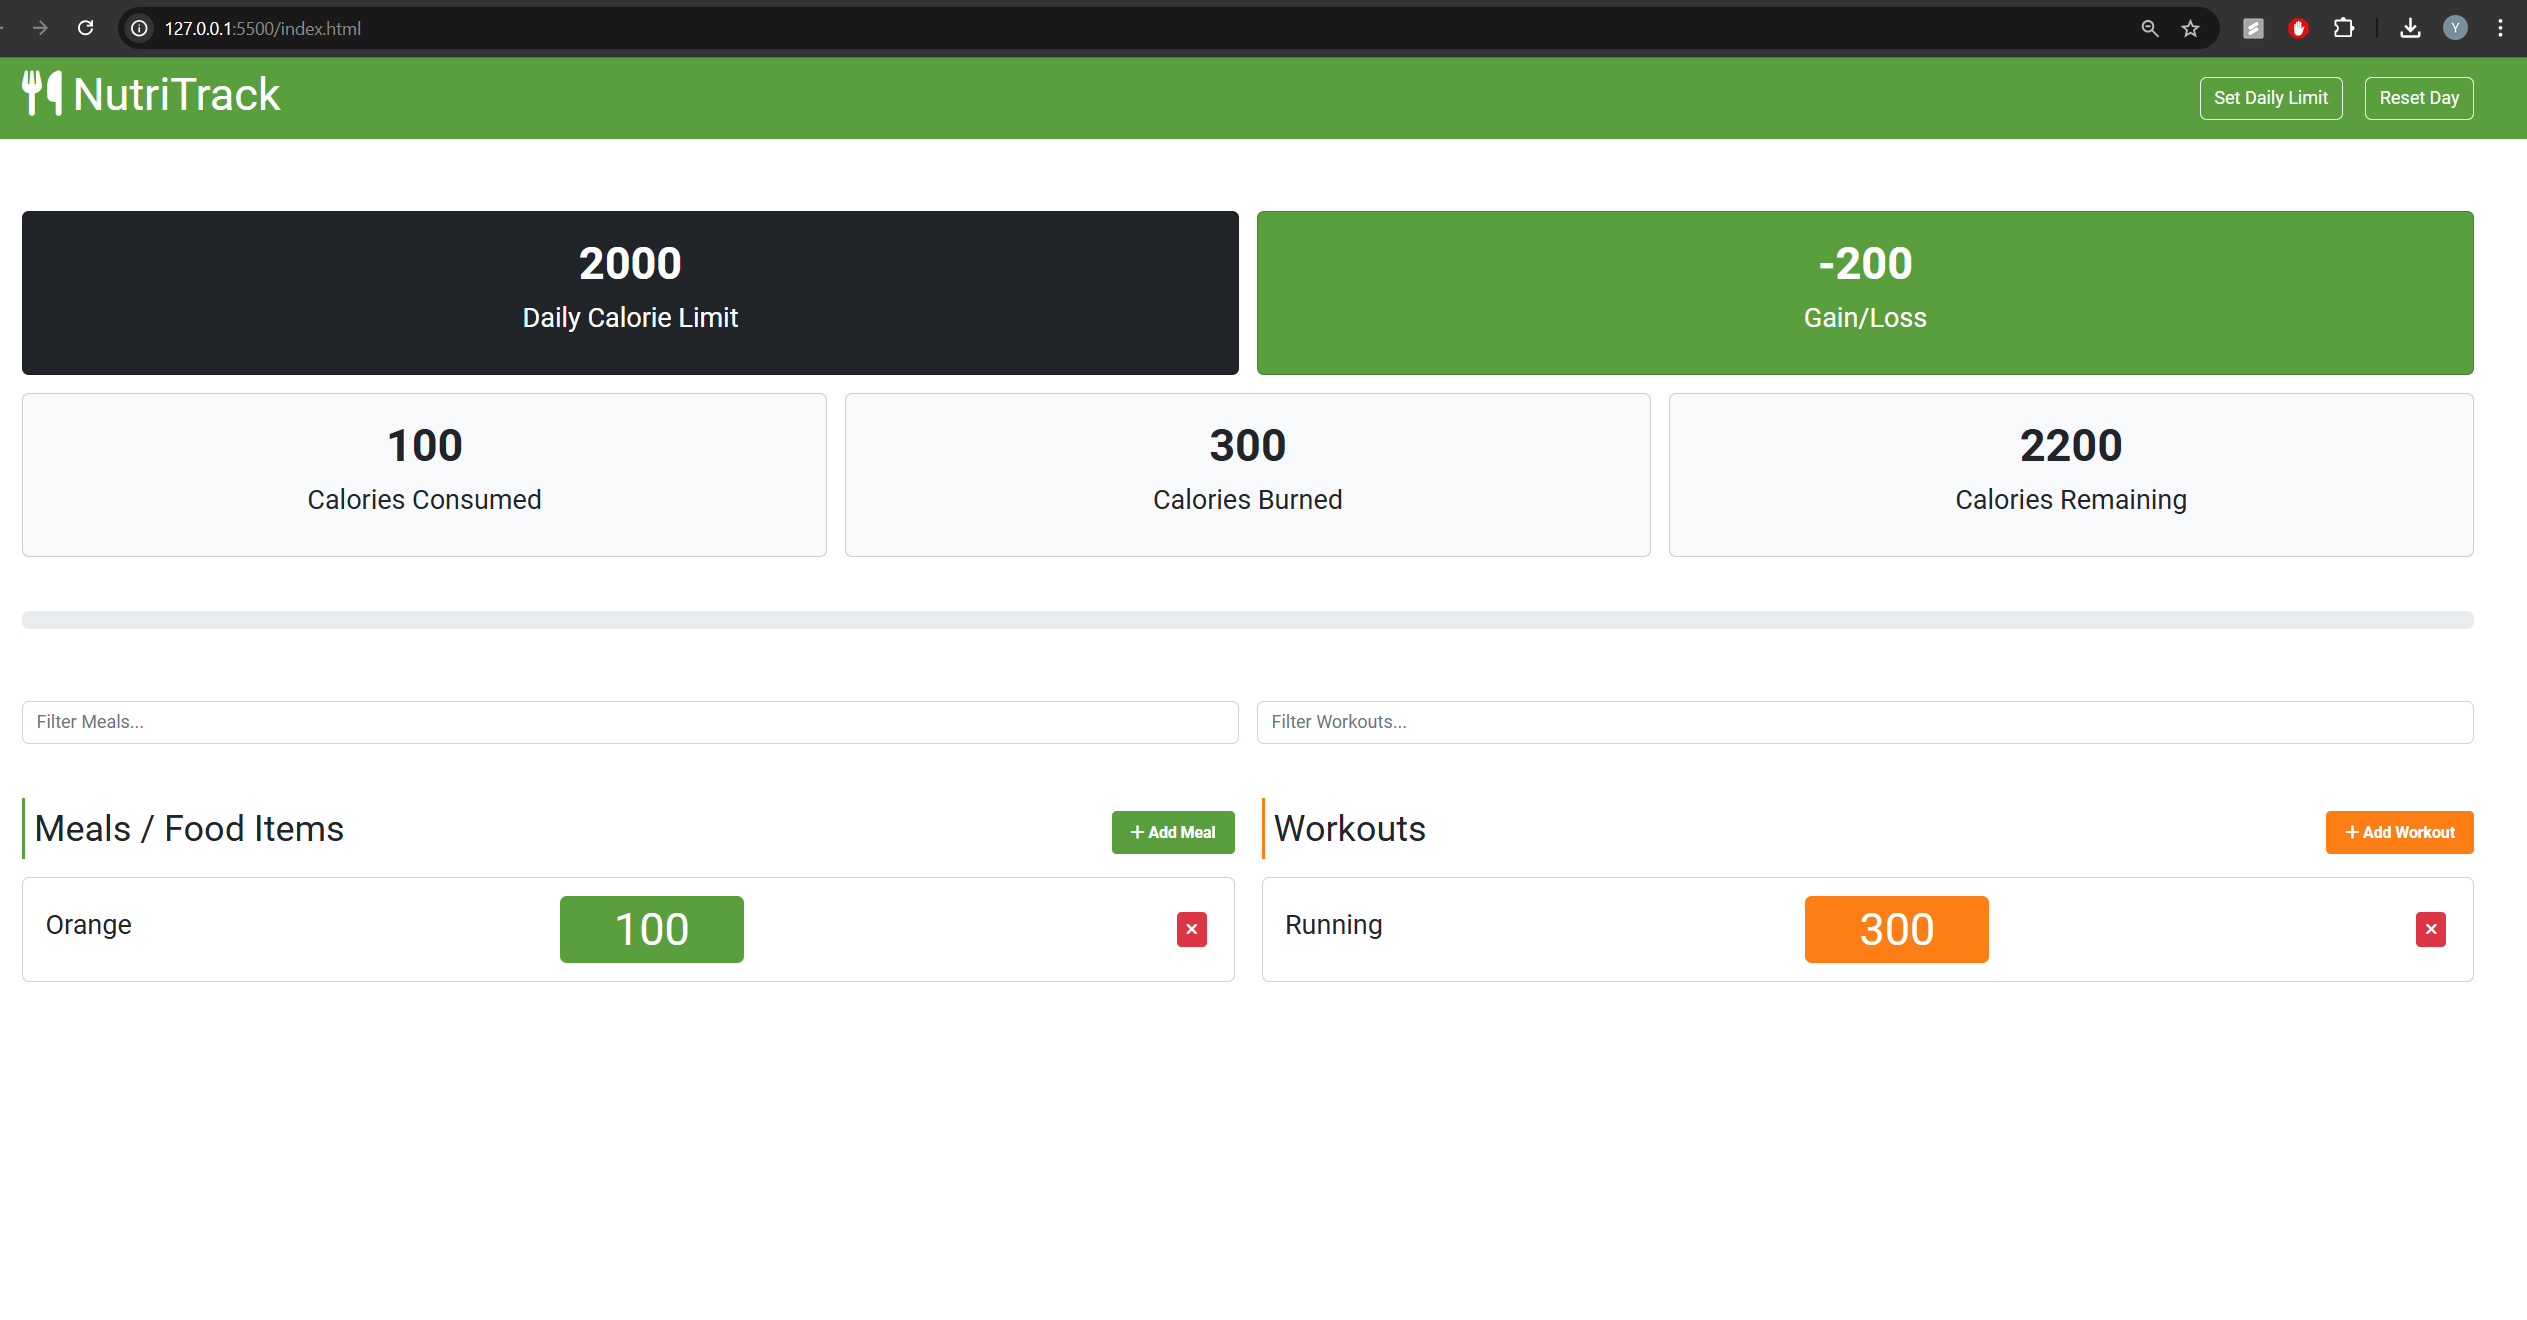 127.0.0.1:5500/index.html
Y
NutriTrack
Set Daily Limit
Reset Day
2000
Daily Calorie Limit
-200
Gain/Loss
100
Calories Consumed
300
Calories Burned
2200
Calories Remaining
Filter Meals...
Filter Workouts...
Meals / Food Items
+ Add Meal
Workouts
+ Add Workout
Orange
100
Running
300